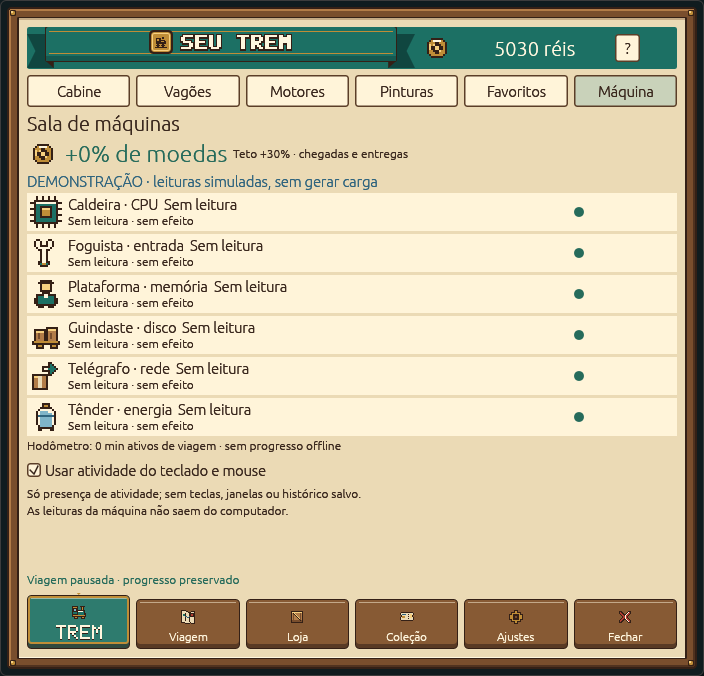 SEU TREM
5030 réis
?
Cabine
Vagões
Motores
Pinturas
Favoritos
Máquina
Sala de máquinas
+0% de moedas Teto +30% · chegadas e entregas
DEMONSTRAÇÃO · leituras simuladas, sem gerar carga
Caldeira · CPU Sem leitura
Sem leitura · sem efeito
Foguista · entrada Sem leitura
Sem leitura · sem efeito
Plataforma · memória Sem leitura
Sem leitura · sem efeito
Guindaste · disco Sem leitura
Sem leitura · sem efeito
Telégrafo · rede Sem leitura
Sem leitura · sem efeito
Tênder · energia Sem leitura
Sem leitura · sem efeito
Hodômetro: 0 min ativos de viagem · sem progresso offline
Usar atividade do teclado e mouse
Só presença de atividade; sem teclas, janelas ou histórico salvo.
As leituras da máquina não saem do computador.
Viagem pausada · progresso preservado
TREM
Viagem
Loja
Coleção
Ajustes
Fechar